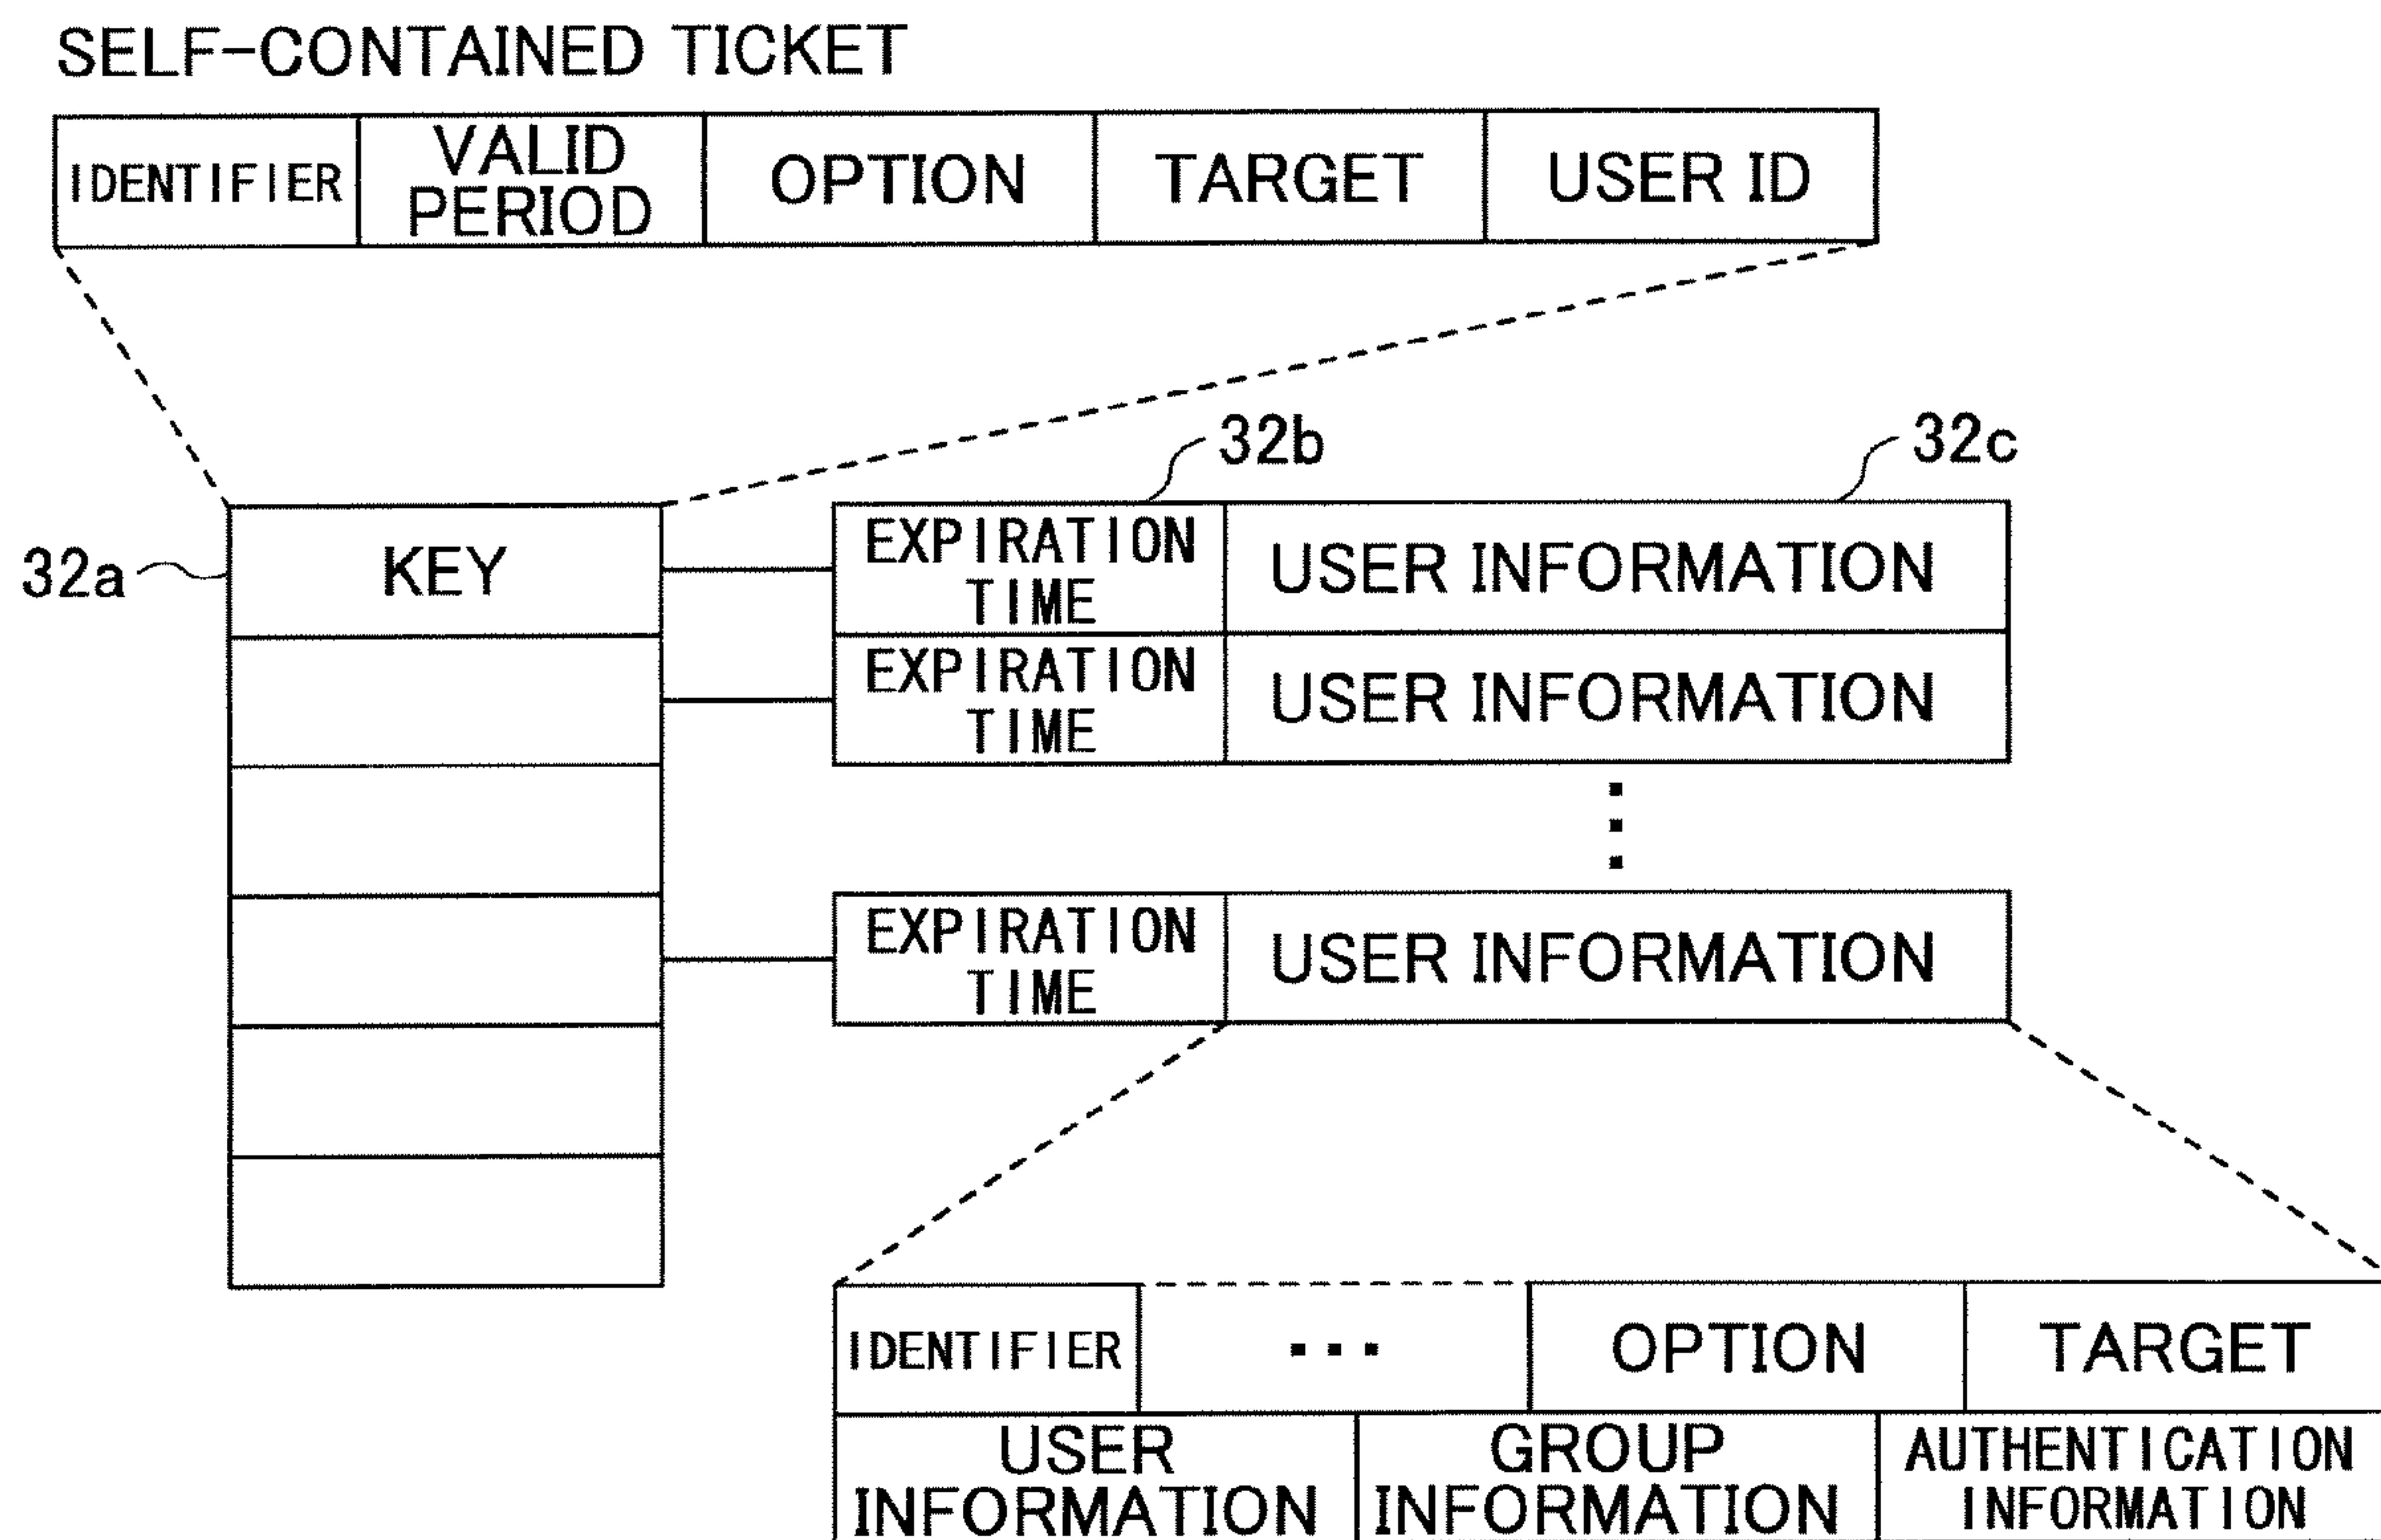 SELF-CONTAINED TICKET
IDENTIFIER
VALID
PERIOD
OPTION
TARGET
USER ID
32b
32c
32a
KEY
EXPIRATION
TIME
USER INFORMATION
EXPIRATION
TIME
USER INFORMATION
EXPIRATION
TIME
USER INFORMATION
IDENTIFIER
...
OPTION
TARGET
USER
INFORMATION
GROUP
INFORMATION
AUTHENTICATION
INFORMATION